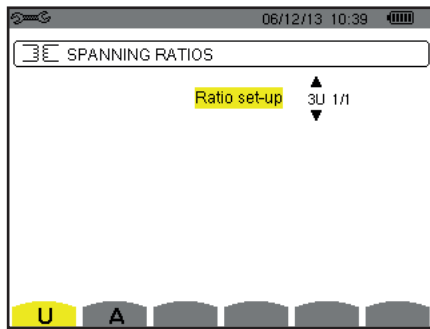 06/12/13 10:39
SPANNING RATIOS
Ratio set-up 3U 1/1
U A